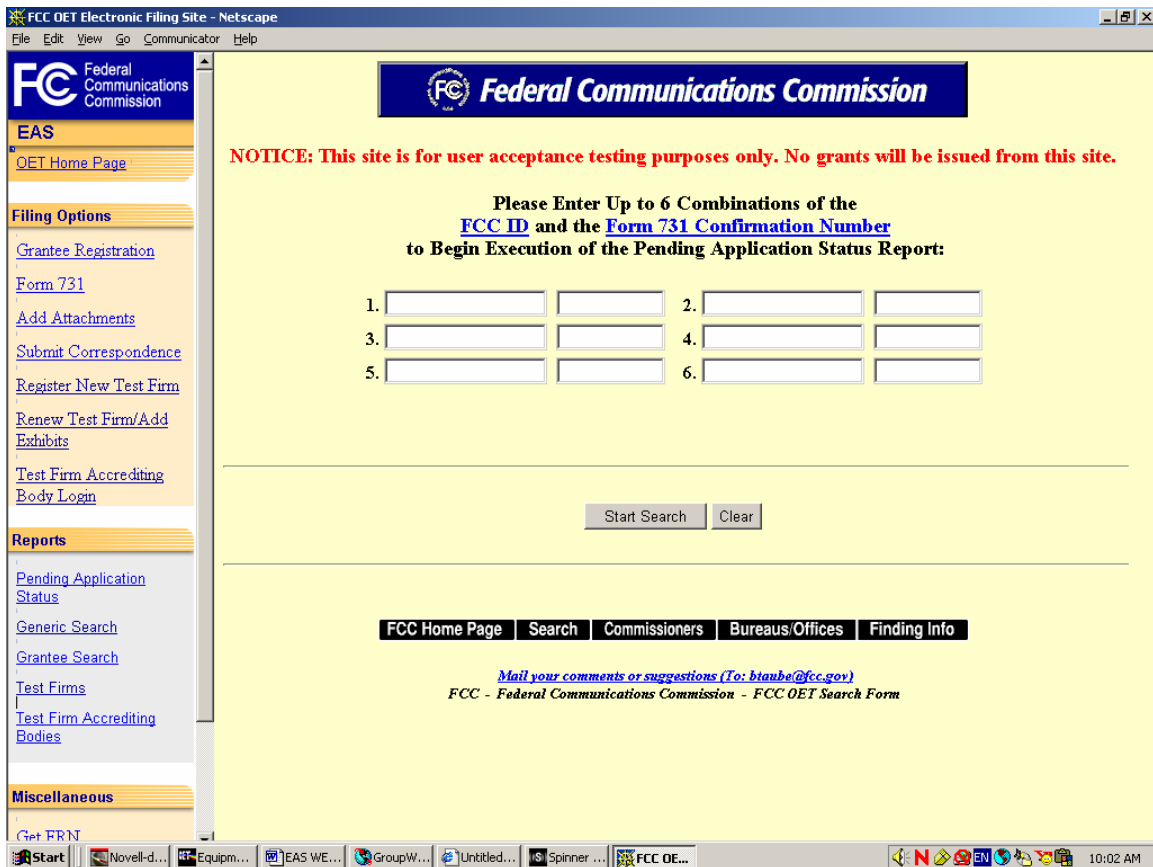 FCC OET Electronic Filing Site - Netscape
File Edit View Go Communicator Help
FCC Federal Communications Commission
EAS
OET Home Page
Filing Options
Grantee Registration
Form 731
Add Attachments
Submit Correspondence
Register New Test Firm
Renew Test Firm/Add
Exhibits
Test Firm Accrediting
Body Login
Reports
Pending Application
Status
Generic Search
Grantee Search
Test Firms
Test Firm Accrediting
Bodies
Miscellaneous
Get FRN
FC Federal Communications Commission
NOTICE: This site is for user acceptance testing purposes only. No grants will be issued from this site.
Please Enter Up to 6 Combinations of the
FCC ID and the Form 731 Confirmation Number
to Begin Execution of the Pending Application Status Report:
1. 2.
3. 4.
5. 6.
Start Search Clear
FCC Home Page Search Commissioners Bureaus/Offices Finding Info
Mail your comments or suggestions (To: btaube@fcc.gov)
FCC - Federal Communications Commission - FCC OET Search Form
Start Novell-d... Equipm... EAS WE... GroupW... Untitled... Spinner ... FCC OE... N EN 10:02 AM